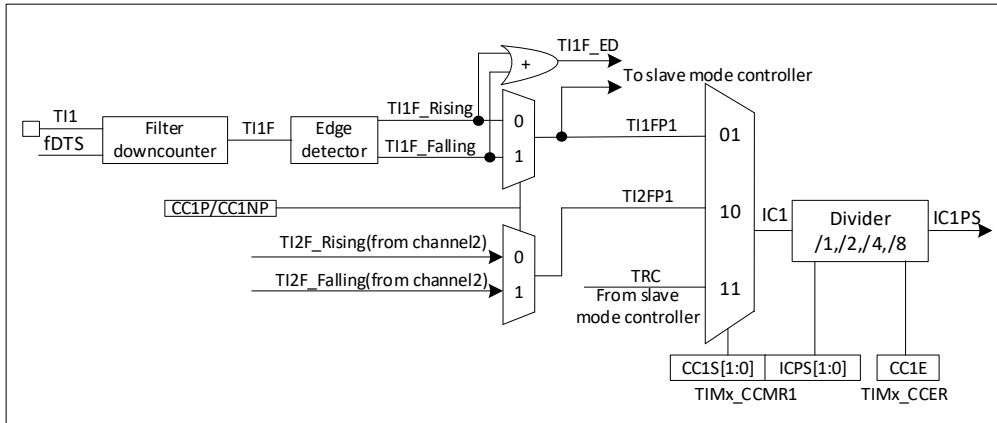 TI1F_ED
To slave mode controller
TI1
fDTS
Filter
downcounter
TI1F
Edge
detector
TI1F_Rising
TI1F_Falling
+
0
1
TI1FP1
01
CC1P/CC1NP
TI2FP1
10
IC1
Divider
/1,/2,/4,/8
IC1PS
TI2F_Rising(from channel2)
TI2F_Falling(from channel2)
0
1
TRC
From slave
mode controller
11
CC1S[1:0]
ICPS[1:0]
CC1E
TIMx_CCMR1
TIMx_CCER